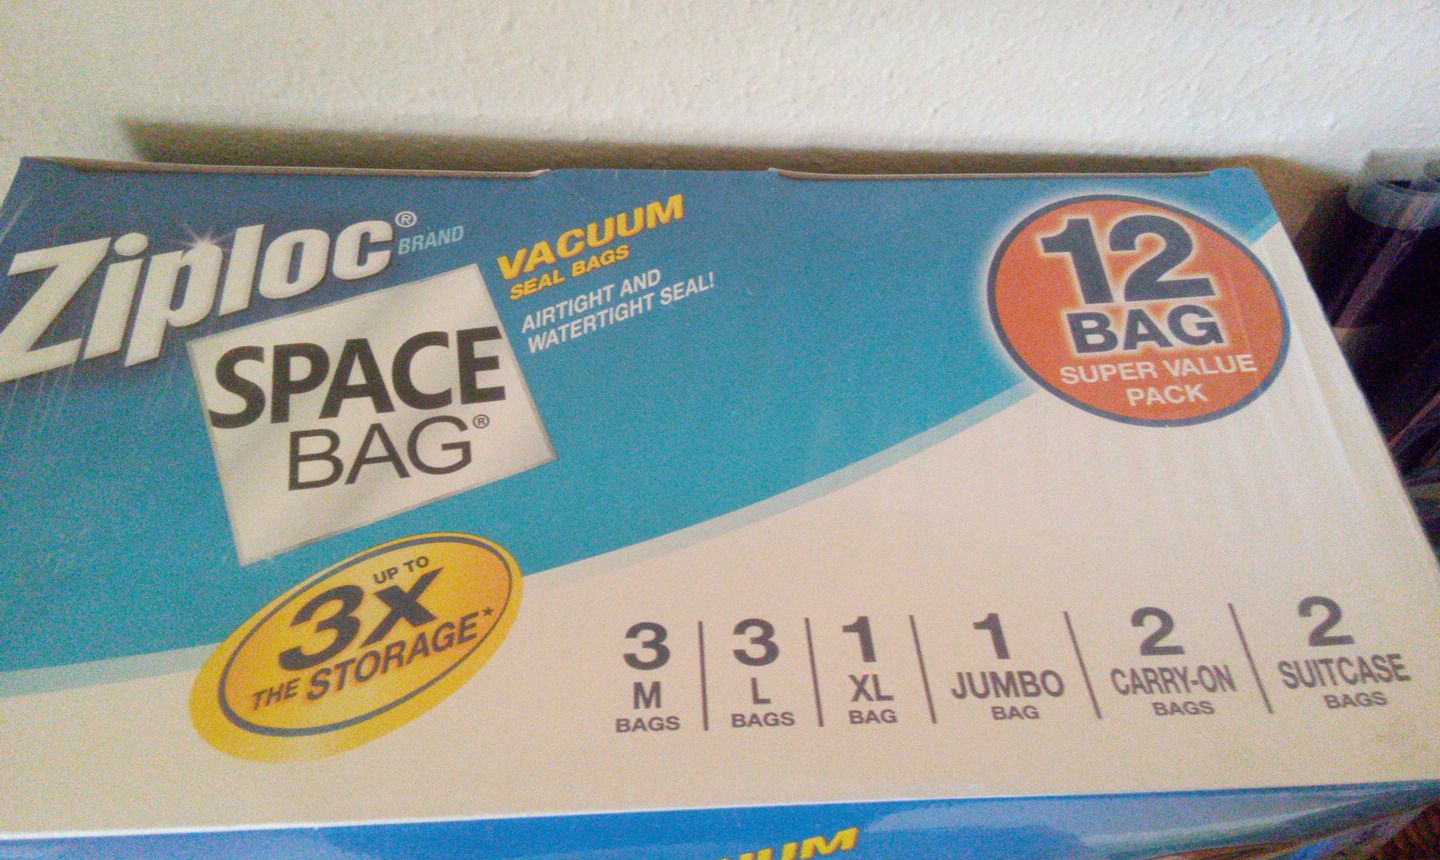 Ziploc® BRAND
SPACE
BAG®
VACUUM
SEAL BAGS
AIRTIGHT AND
WATERTIGHT SEAL!
12
BAG
SUPER VALUE
PACK
UP TO
3x
THE STORAGE*
3
M
BAGS
3
L
BAGS
1
XL
BAG
1
JUMBO
BAG
2
CARRY-ON
BAGS
2
SUITCASE
BAGS